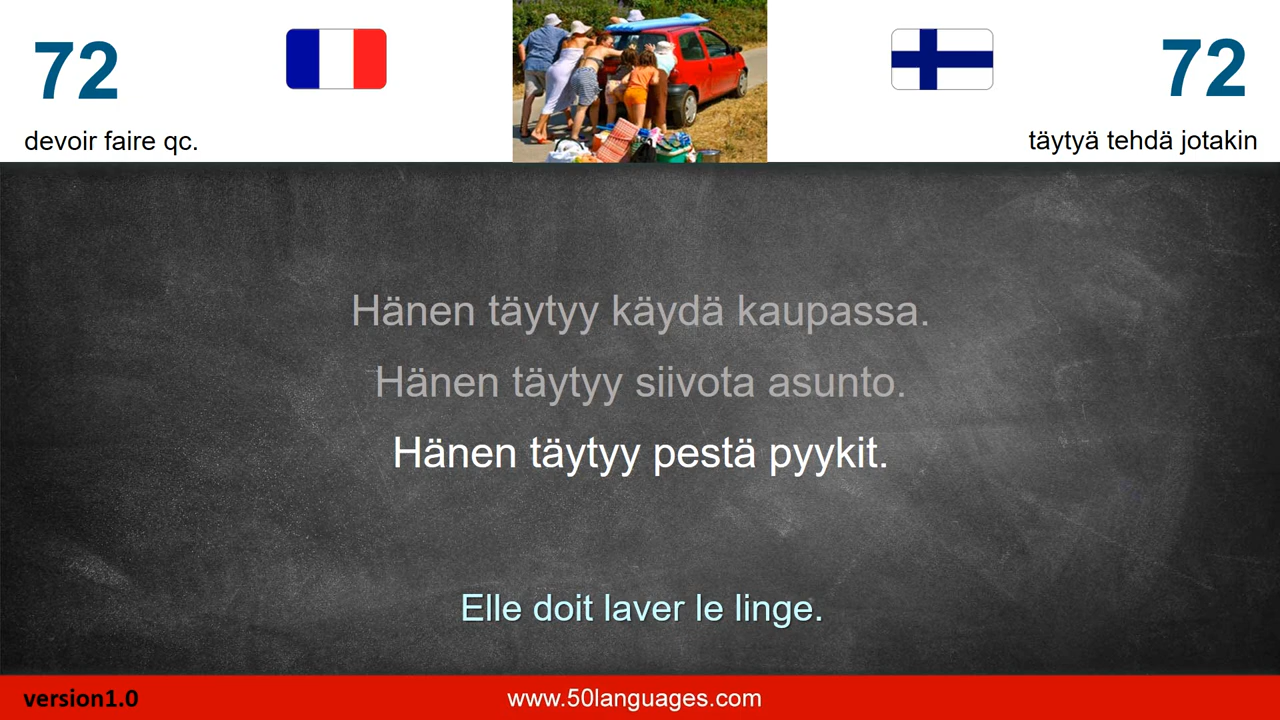 72
72
devoir faire qc.
täytyä tehdä jotakin
Hänen täytyy käydä kaupassa.
Hänen täytyy siivota asunto.
Hänen täytyy pestä pyykit.
Elle doit laver le linge.
version1.0
www.50languages.com